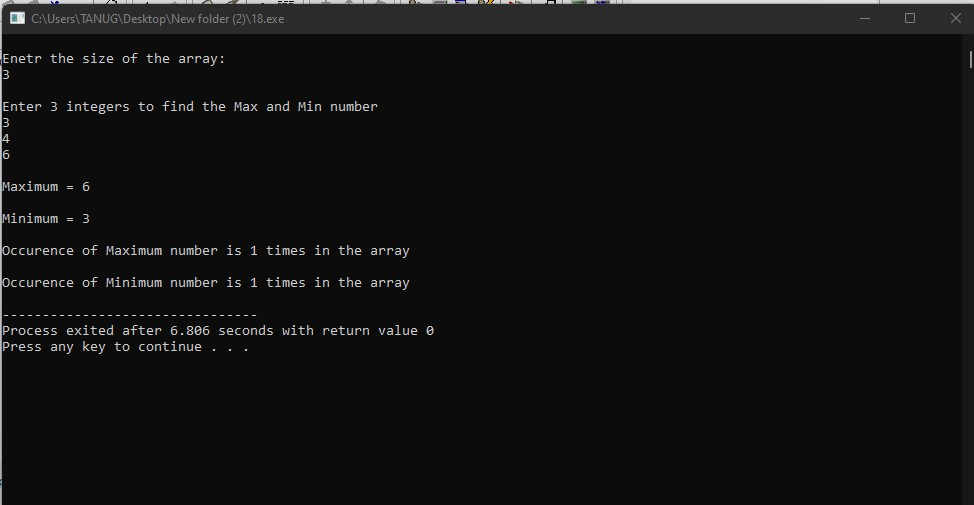 C:\Users\TANUG\Desktop\New folder (2)\18.exe
Enetr the size of the array:
3
Enter 3 integers to find the Max and Min number
3
4
6
Maximum = 6
Minimum = 3
Occurence of Maximum number is 1 times in the array
Occurence of Minimum number is 1 times in the array
--------------------------------
Process exited after 6.806 seconds with return value 0
Press any key to continue . . .